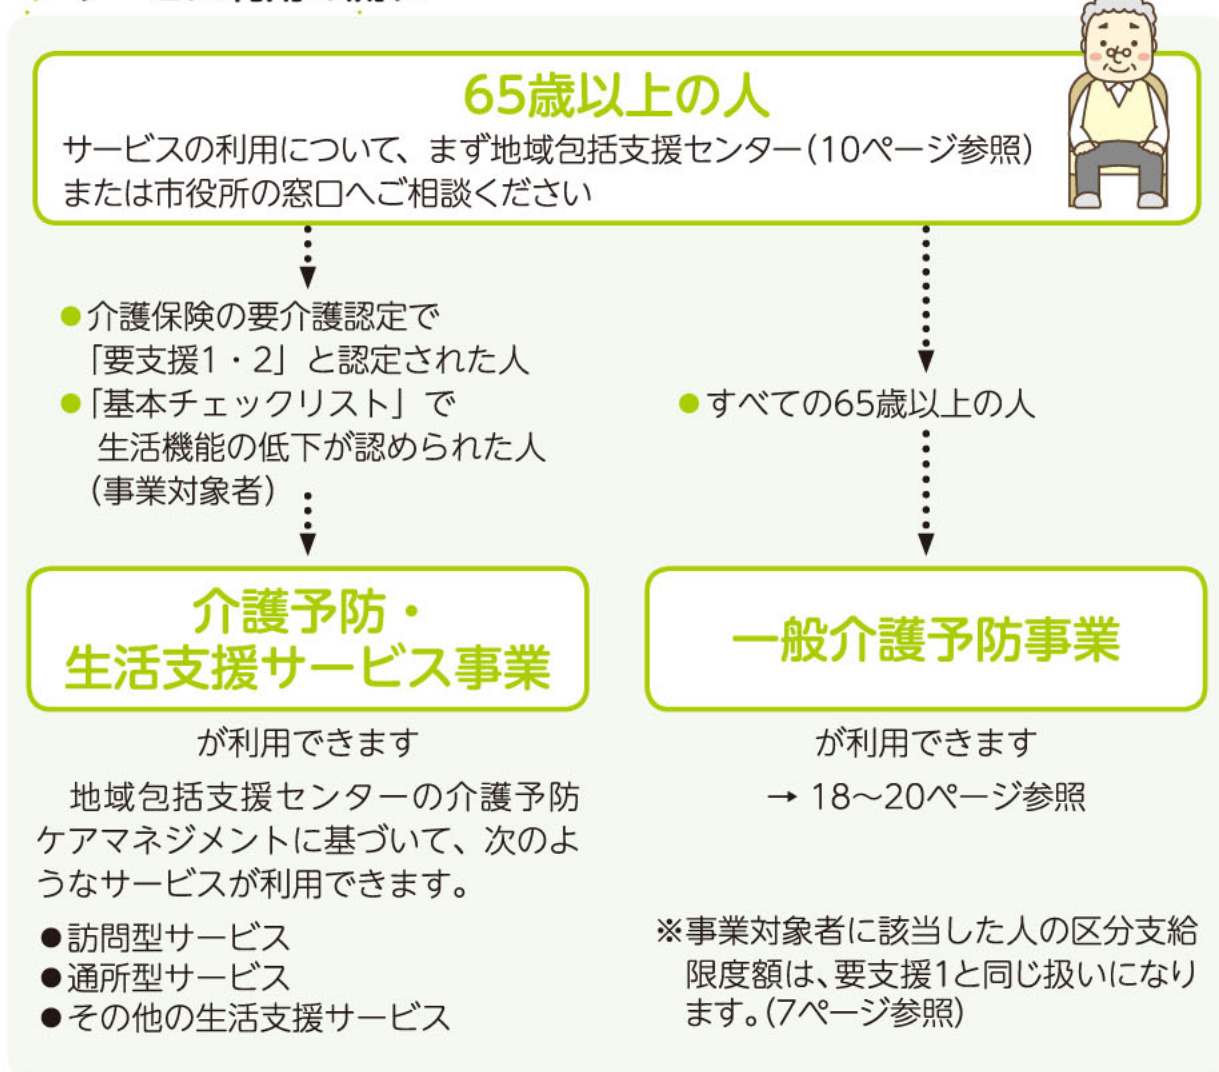 65歳以上の人
サービスの利用について、まず地域包括支援センター(10ページ参照)
または市役所の窓口へご相談ください
●介護保険の要介護認定で
「要支援1・2」と認定された人
●「基本チェックリスト」で
生活機能の低下が認められた人
(事業対象者)
●すべての65歳以上の人
介護予防・
生活支援サービス事業
が利用できます
地域包括支援センターの介護予防
ケアマネジメントに基づいて、次のよ
うなサービスが利用できます。
●訪問型サービス
●通所型サービス
●その他の生活支援サービス
一般介護予防事業
が利用できます
→ 18～20ページ参照
※事業対象者に該当した人の区分支給
限度額は、要支援1と同じ扱いになり
ます。(7ページ参照)